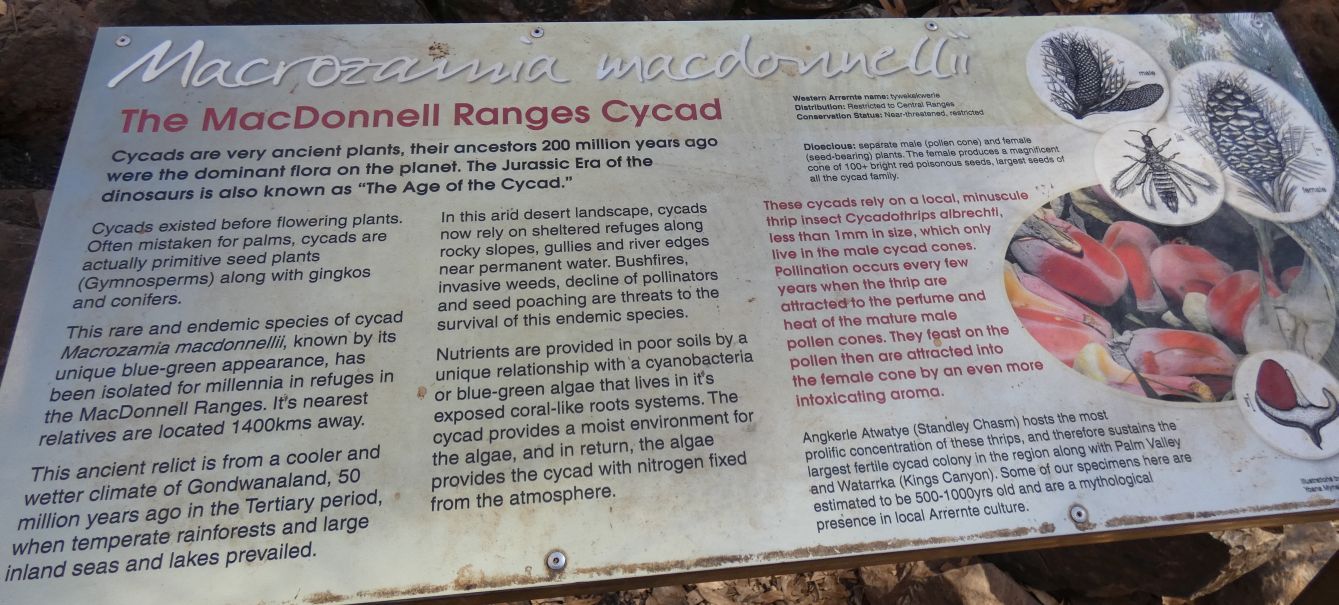 Macrozamia macdonnellii
The MacDonnell Ranges Cycad
Cycads are very ancient plants, their ancestors 200 million years ago
were the dominant flora on the planet. The Jurassic Era of the
dinosaurs is also known as “The Age of the Cycad.”
Cycads existed before flowering plants.
Often mistaken for palms, cycads are
actually primitive seed plants
(Gymnosperms) along with gingkos
and conifers.
This rare and endemic species of cycad
Macrozamia macdonnellii, known by its
unique blue-green appearance, has
been isolated for millennia in refuges in
the MacDonnell Ranges. It's nearest
relatives are located 1400kms away.
This ancient relict is from a cooler and
wetter climate of Gondwanaland, 50
million years ago in the Tertiary period,
when temperate rainforests and large
inland seas and lakes prevailed.
In this arid desert landscape, cycads
now rely on sheltered refuges along
rocky slopes, gullies and river edges
near permanent water. Bushfires,
invasive weeds, decline of pollinators
and seed poaching are threats to the
survival of this endemic species.
Nutrients are provided in poor soils by a
unique relationship with a cyanobacteria
or blue-green algae that lives in it's
exposed coral-like roots systems. The
cycad provides a moist environment for
the algae, and in return, the algae
provides the cycad with nitrogen fixed
from the atmosphere.
Western Arrernte name: tywekekwerle
Distribution: Restricted to Central Ranges
Conservation Status: Near-threatened, restricted
Dioecious: separate male (pollen cone) and female
(seed-bearing) plants. The female produces a magnificent
cone of 100+ bright red poisonous seeds, largest seeds of
all the cycad family.
These cycads rely on a local, minuscule
thrip insect Cycadothrips albrechti,
less than 1mm in size, which only
live in the male cycad cones.
Pollination occurs every few
years when the thrip are
attracted to the perfume and
heat of the mature male
pollen cones. They feast on the
pollen then are attracted into
the female cone by an even more
intoxicating aroma.
Angkerle Atwatye (Standley Chasm) hosts the most
prolific concentration of these thrips, and therefore sustains the
largest fertile cycad colony in the region along with Palm Valley
and Watarrka (Kings Canyon). Some of our specimens here are
estimated to be 500-1000yrs old and are a mythological
presence in local Arrernte culture.
male
female
Illustrations